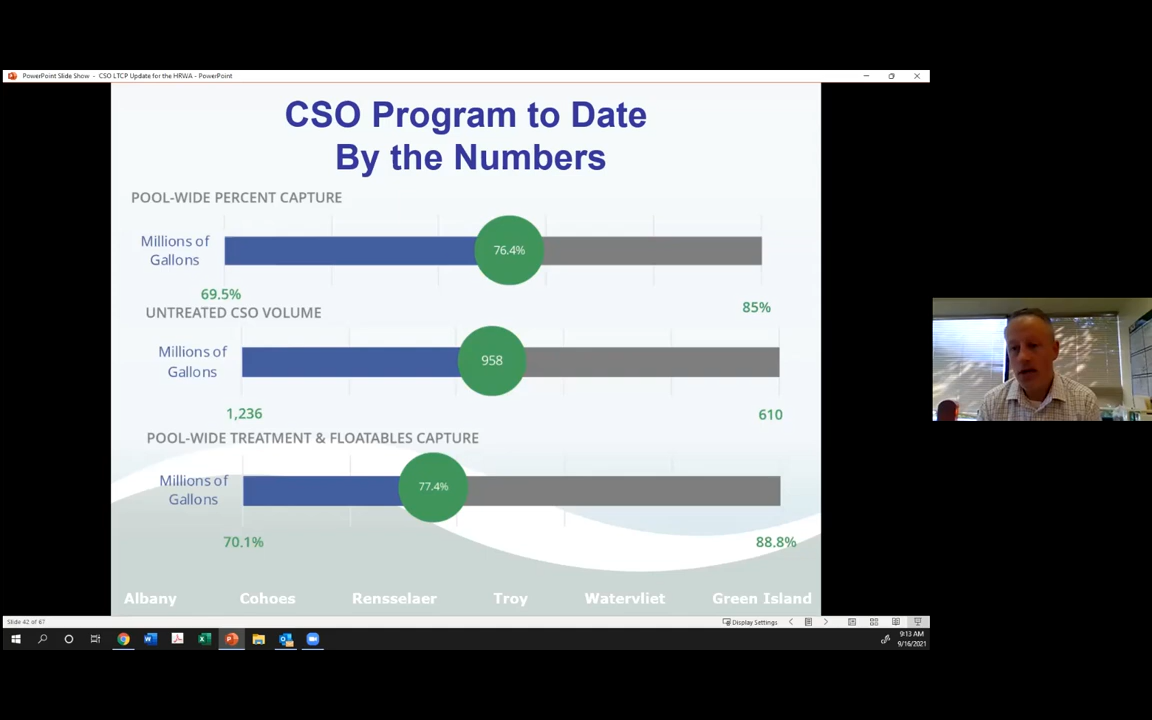 PowerPoint Slide Show - CSO LTCP Update for the HRWA - PowerPoint
CSO Program to Date
By the Numbers
POOL-WIDE PERCENT CAPTURE
Millions of
Gallons
76.4%
69.5%
85%
UNTREATED CSO VOLUME
Millions of
Gallons
958
1,236
610
POOL-WIDE TREATMENT & FLOATABLES CAPTURE
Millions of
Gallons
77.4%
70.1%
88.8%
Albany Cohoes Rensselaer Troy Watervliet Green Island
Slide 42 of 67
Display Settings
9:13 AM
9/16/2021